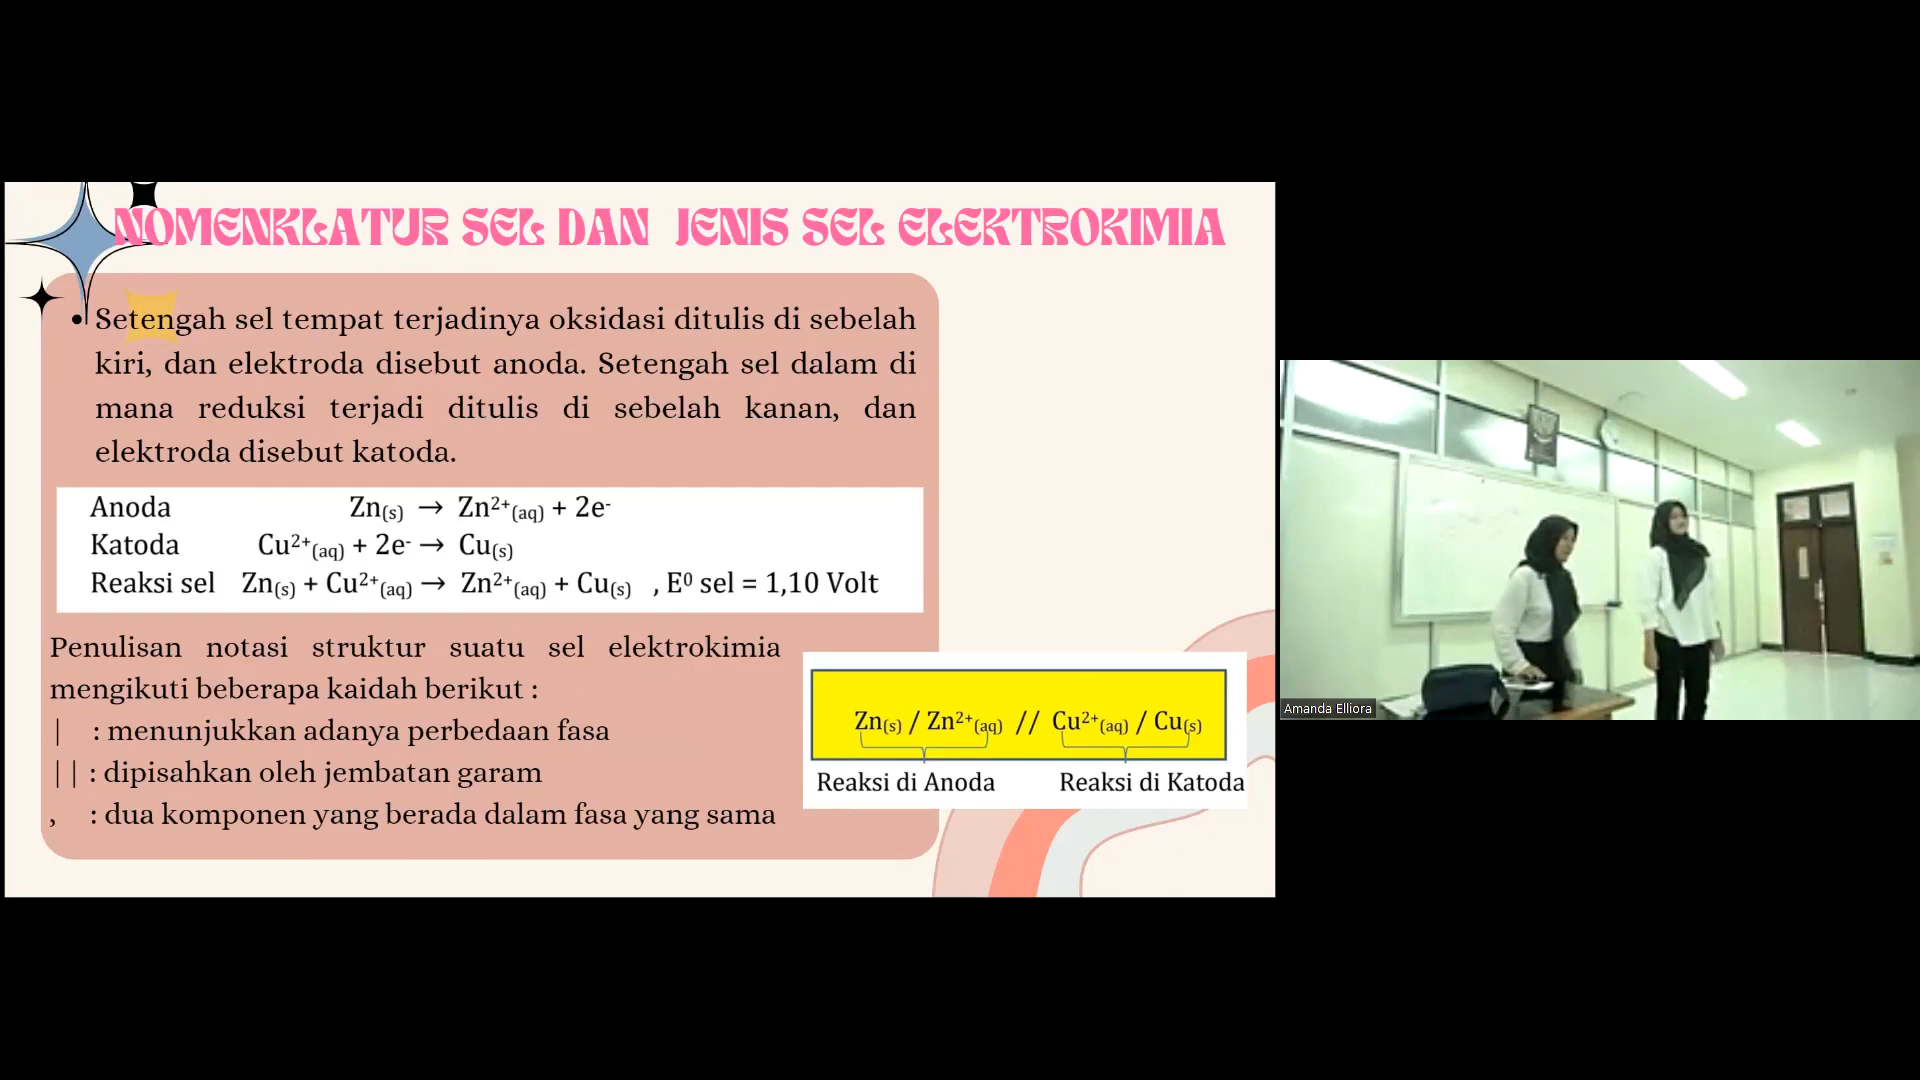 NOMENKLATUR SEL DAN JENIS SEL ELEKTROKIMIA
• Setengah sel tempat terjadinya oksidasi ditulis di sebelah
kiri, dan elektroda disebut anoda. Setengah sel dalam di
mana reduksi terjadi ditulis di sebelah kanan, dan
elektroda disebut katoda.
Anoda Zn(s) → Zn²⁺(aq) + 2e⁻
Katoda Cu²⁺(aq) + 2e⁻ → Cu(s)
Reaksi sel Zn(s) + Cu²⁺(aq) → Zn²⁺(aq) + Cu(s) , E⁰ sel = 1,10 Volt
Penulisan notasi struktur suatu sel elektrokimia
mengikuti beberapa kaidah berikut :
| : menunjukkan adanya perbedaan fasa
|| : dipisahkan oleh jembatan garam
, : dua komponen yang berada dalam fasa yang sama
Zn(s) / Zn²⁺(aq) // Cu²⁺(aq) / Cu(s)
Reaksi di Anoda Reaksi di Katoda
Amanda Elliora